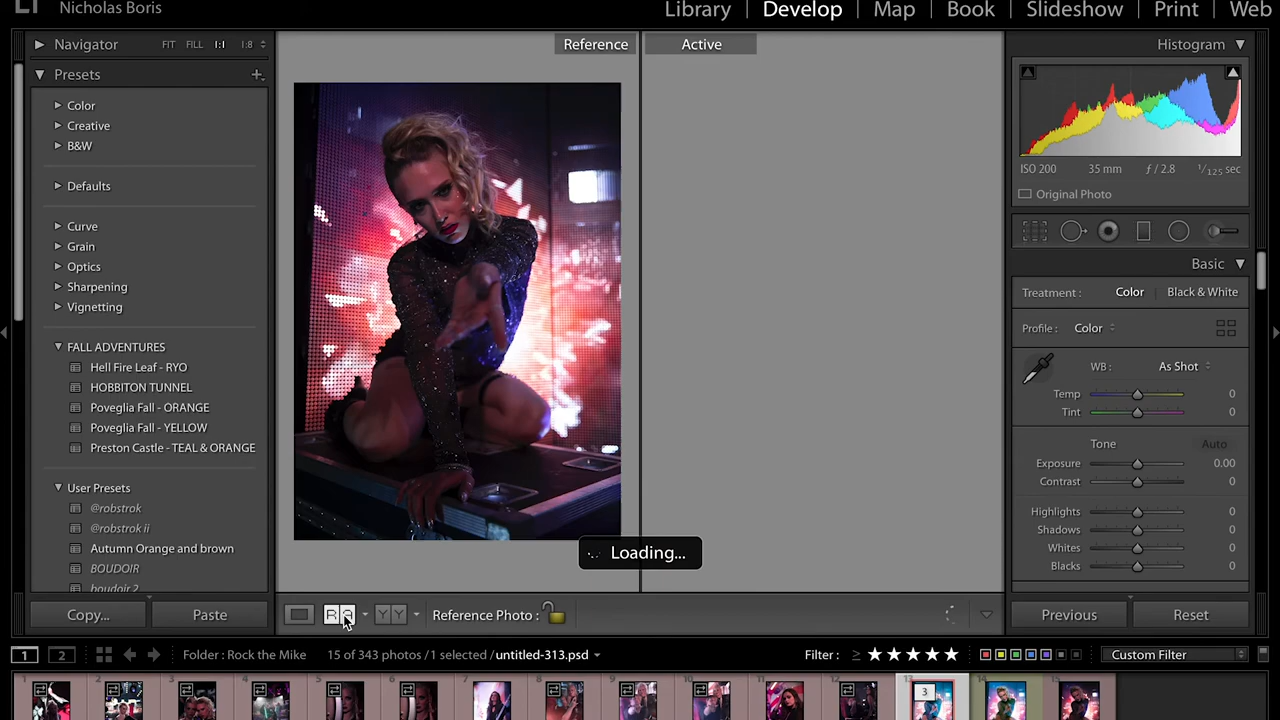 Nicholas Boris
Library | Develop | Map | Book | Slideshow | Print | Web
Navigator FIT FILL 1:1 1:8
Presets
Color
Creative
B&W
Defaults
Curve
Grain
Optics
Sharpening
Vignetting
FALL ADVENTURES
Hell Fire Leaf - RYO
HOBBITON TUNNEL
Poveglia Fall - ORANGE
Poveglia Fall - YELLOW
Preston Castle - TEAL & ORANGE
User Presets
@robstrok
@robstrok ii
Autumn Orange and brown
BOUDOIR
boudoir 2
Copy... Paste
Reference Active
Loading...
Reference Photo :
Histogram
ISO 200 35 mm ƒ / 2.8 1/125 sec
Original Photo
Basic
Treatment : Color | Black & White
Profile : Color
WB : As Shot
Temp 0
Tint 0
Tone Auto
Exposure 0.00
Contrast 0
Highlights 0
Shadows 0
Whites 0
Blacks 0
Previous Reset
1 2 Folder : Rock the Mike 15 of 343 photos /1 selected /untitled-313.psd Filter : ≥ ★★★★★ Custom Filter
3